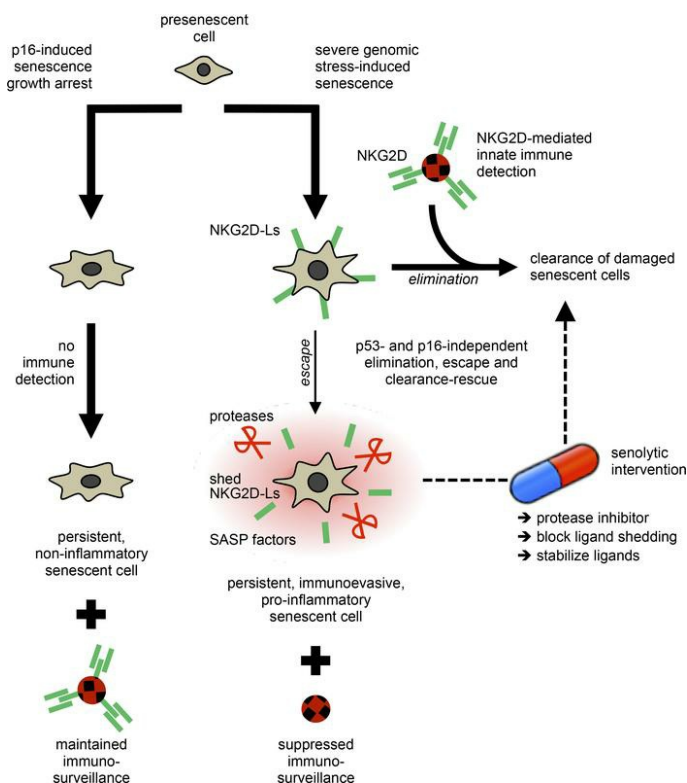 presenescent
cell
p16-induced
senescence
growth arrest
severe genomic
stress-induced
senescence
NKG2D
NKG2D-mediated
innate immune
detection
NKG2D-Ls
elimination
clearance of damaged
senescent cells
no
immune
detection
escape
p53- and p16-independent
elimination, escape and
clearance-rescue
proteases
shed
NKG2D-Ls
SASP factors
senolytic
intervention
➔ protease inhibitor
➔ block ligand shedding
➔ stabilize ligands
persistent,
non-inflammatory
senescent cell
persistent, immunoevasive,
pro-inflammatory
senescent cell
maintained
immuno-
surveillance
suppressed
immuno-
surveillance